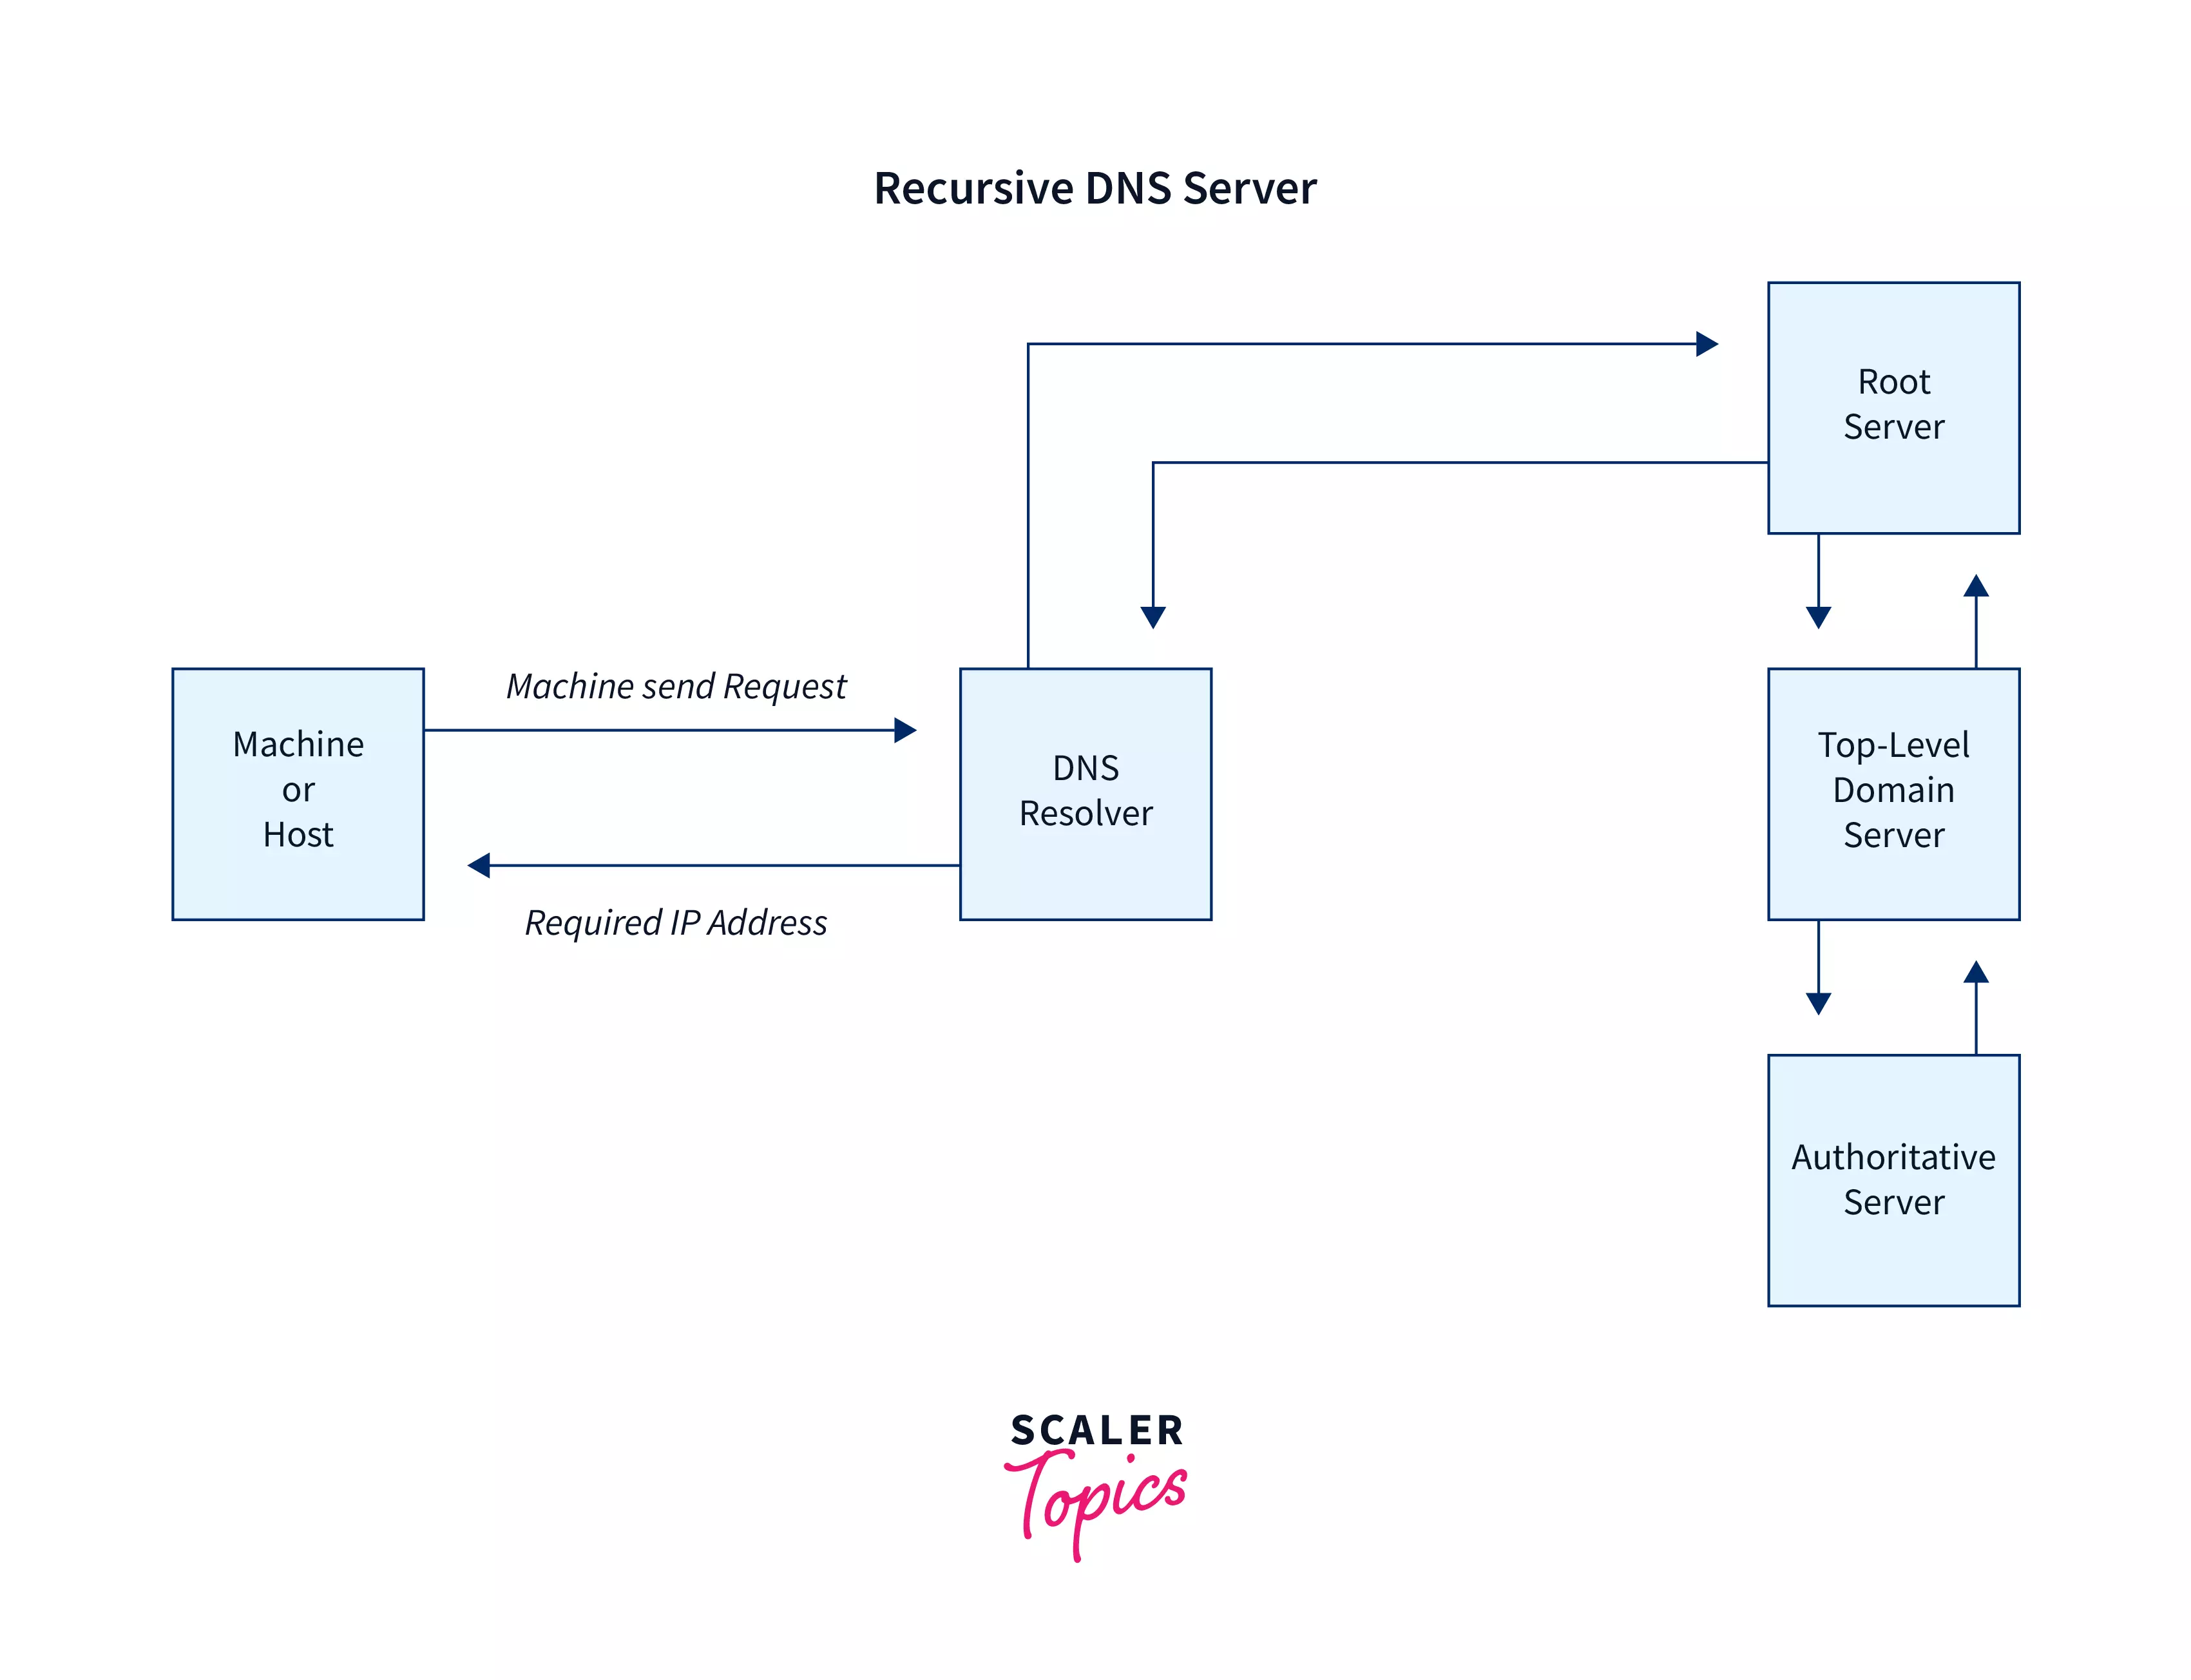 Recursive DNS Server
Root
Server
Machine send Request
Machine
or
Host
DNS
Resolver
Top-Level
Domain
Server
Required IP Address
Authoritative
Server
SCALER
Topics